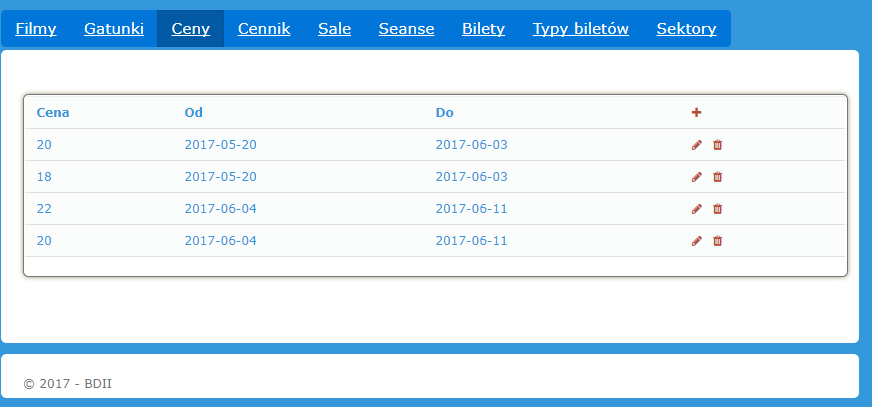 Filmy Gatunki Ceny Cennik Sale Seanse Bilety Typy biletów Sektory
Cena Od Do
20 2017-05-20 2017-06-03
18 2017-05-20 2017-06-03
22 2017-06-04 2017-06-11
20 2017-06-04 2017-06-11
© 2017 - BDII